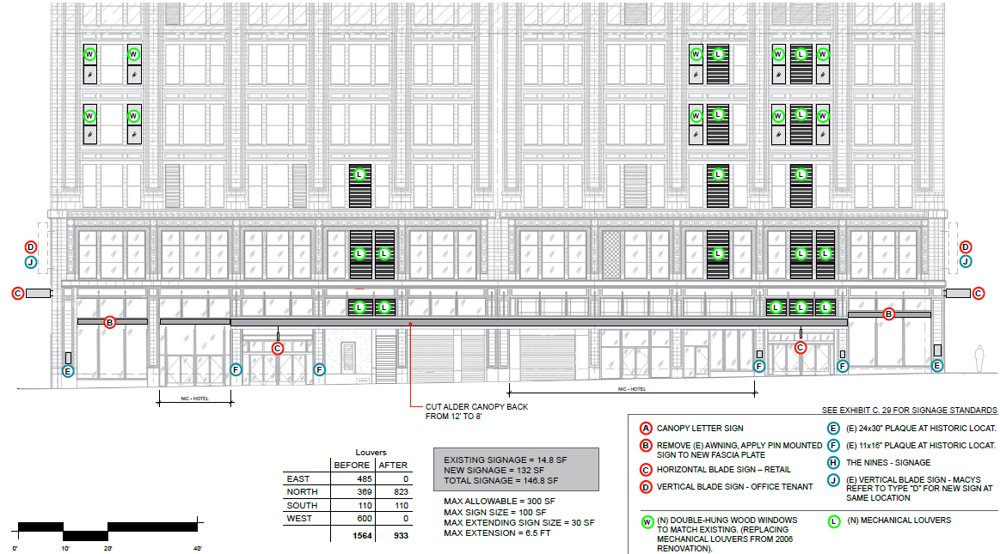 W W W L W L W
W W W L W L W
L L L
D L L L L L D
J J
C C
L L L L L
B B
C C
E F F F F E
NIC - HOTEL
NIC - HOTEL
CUT ALDER CANOPY BACK
FROM 12' TO 8'
SEE EXHIBIT C. 29 FOR SIGNAGE STANDARDS
A CANOPY LETTER SIGN
B REMOVE (E) AWNING, APPLY PIN MOUNTED
SIGN TO NEW FASCIA PLATE
C HORIZONTAL BLADE SIGN – RETAIL
D VERTICAL BLADE SIGN - OFFICE TENANT
E (E) 24x30" PLAQUE AT HISTORIC LOCAT.
F (E) 11x16" PLAQUE AT HISTORIC LOCAT.
H THE NINES - SIGNAGE
J (E) VERTICAL BLADE SIGN - MACYS
REFER TO TYPE "D" FOR NEW SIGN AT
SAME LOCATION
W (N) DOUBLE-HUNG WOOD WINDOWS
TO MATCH EXISTING. (REPLACING
MECHANICAL LOUVERS FROM 2006
RENOVATION).
L (N) MECHANICAL LOUVERS
Louvers
BEFORE AFTER
EAST 485 0
NORTH 369 823
SOUTH 110 110
WEST 600 0
1564 933
EXISTING SIGNAGE = 14.8 SF
NEW SIGNAGE = 132 SF
TOTAL SIGNAGE = 146.8 SF
MAX ALLOWABLE = 300 SF
MAX SIGN SIZE = 100 SF
MAX EXTENDING SIGN SIZE = 30 SF
MAX EXTENSION = 6.5 FT
0' 10' 20' 40'